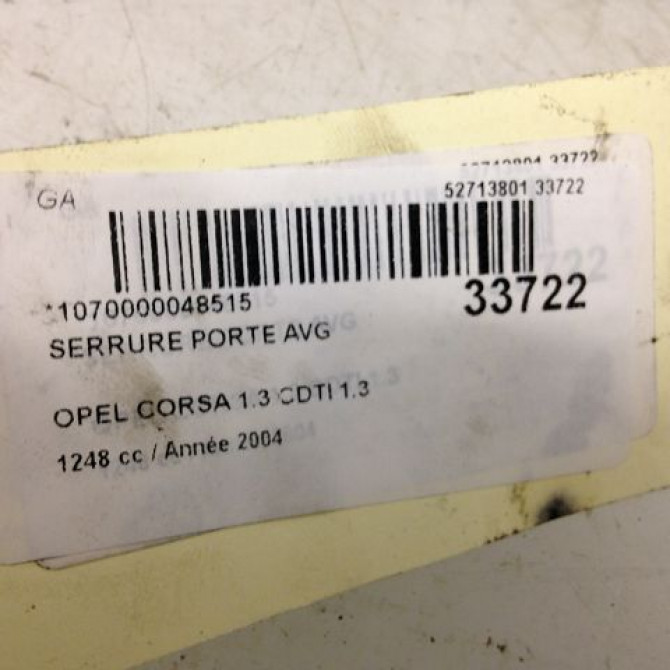 GA
52713801 33722
*1070000048515
33722
SERRURE PORTE AVG
OPEL CORSA 1.3 CDTI 1.3
1248 cc / Année 2004